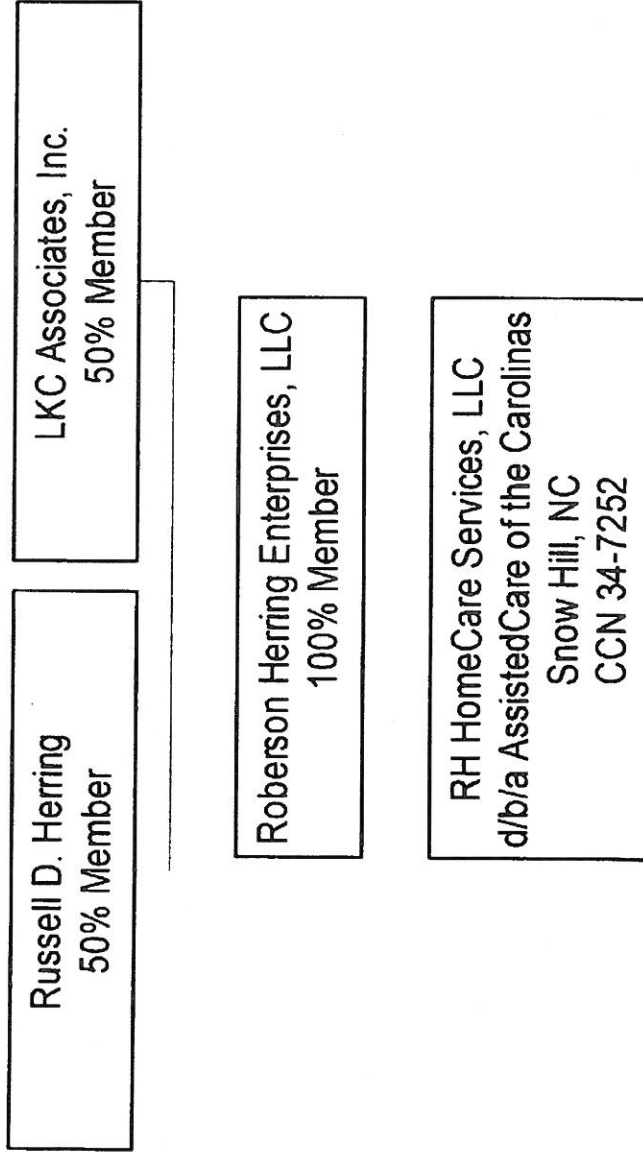 Russell D. Herring
50% Member
LKC Associates, Inc.
50% Member
Roberson Herring Enterprises, LLC
100% Member
RH HomeCare Services, LLC
d/b/a AssistedCare of the Carolinas
Snow Hill, NC
CCN 34-7252